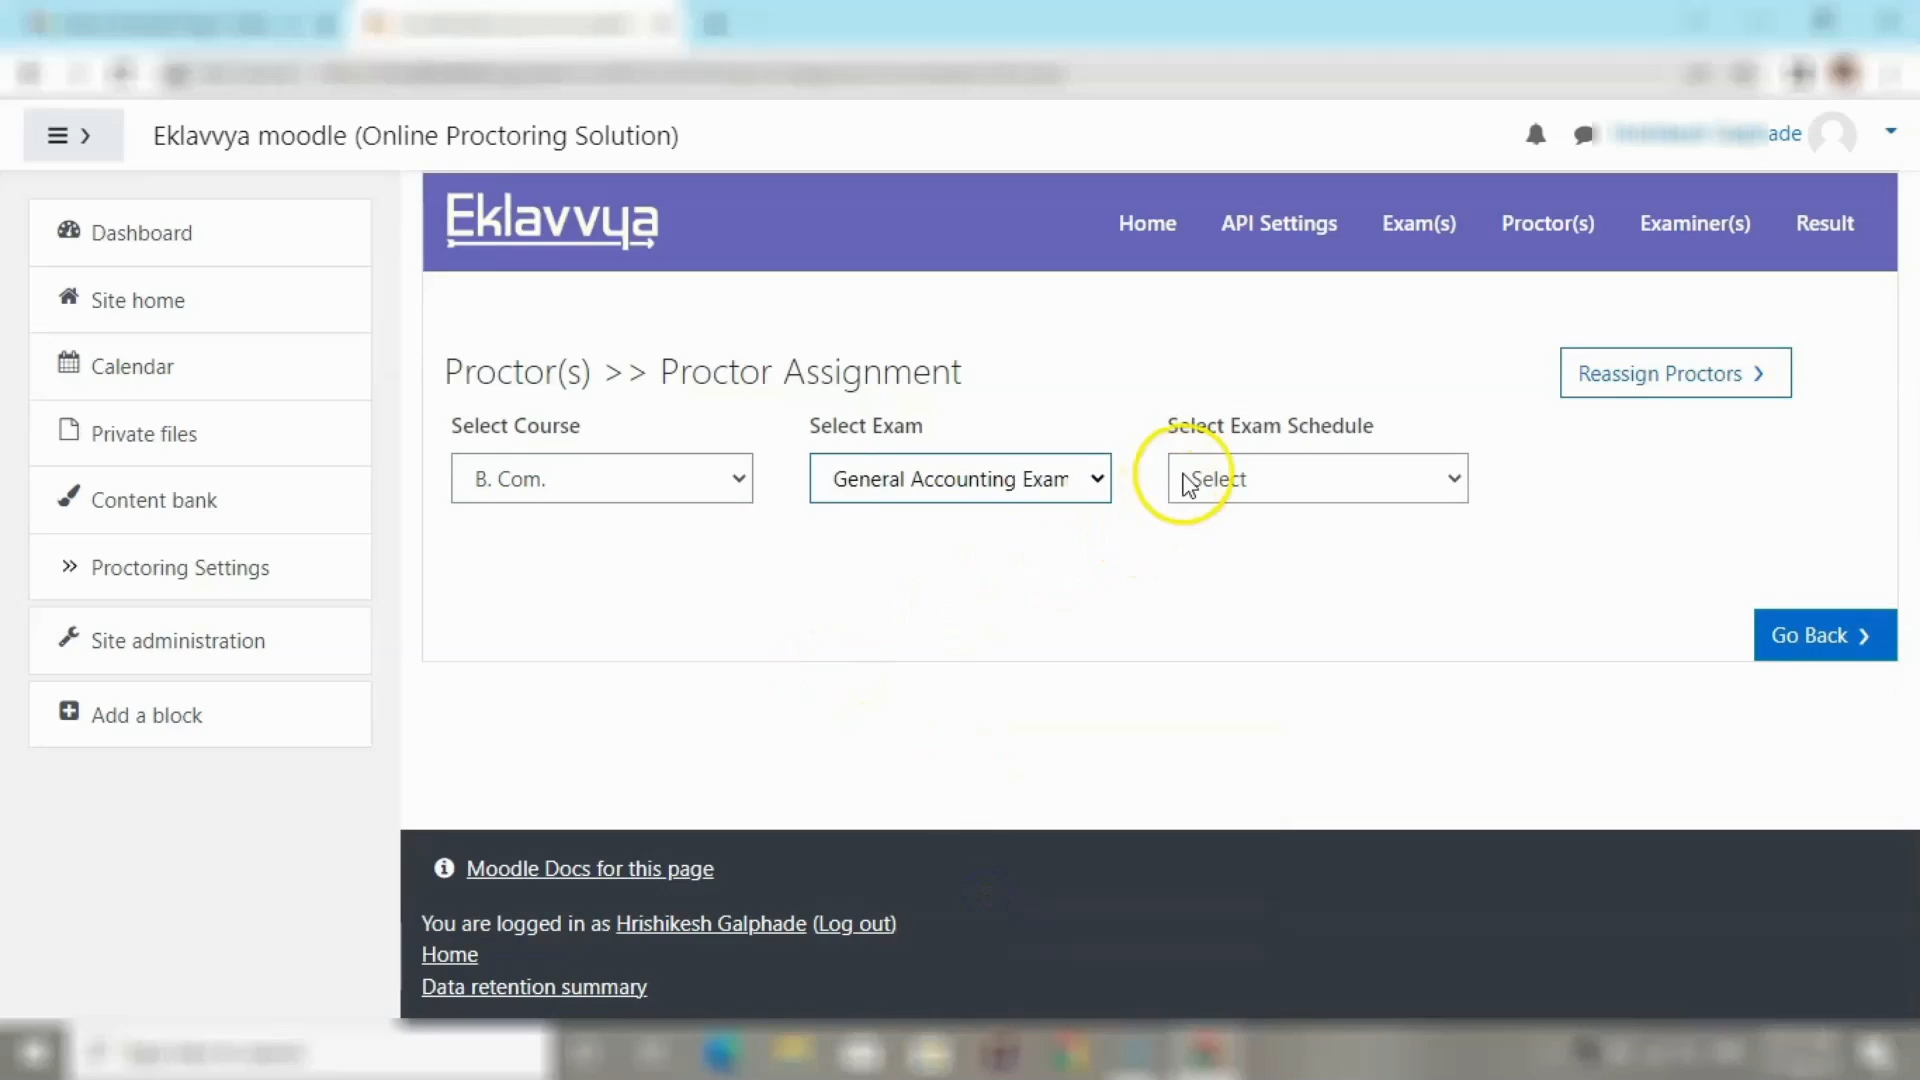 Eklavvya moodle (Online Proctoring Solution)
ade
Dashboard
Site home
Calendar
Private files
Content bank
Proctoring Settings
Site administration
Add a block
Eklavvya
Home
API Settings
Exam(s)
Proctor(s)
Examiner(s)
Result
Proctor(s) >> Proctor Assignment
Reassign Proctors
Select Course
Select Exam
Select Exam Schedule
B. Com.
General Accounting Exam
Select
Go Back
Moodle Docs for this page
You are logged in as Hrishikesh Galphade (Log out)
Home
Data retention summary